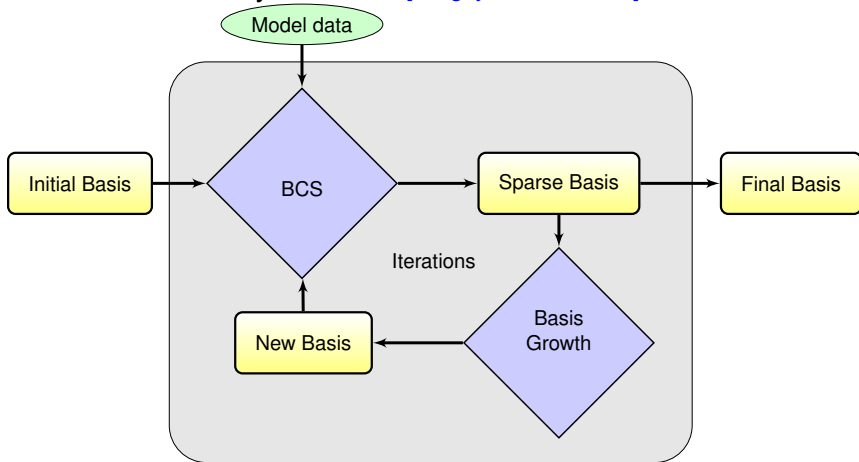 Model data
BCS
Initial Basis
Sparse Basis
Final Basis
Iterations
New Basis
Basis
Growth